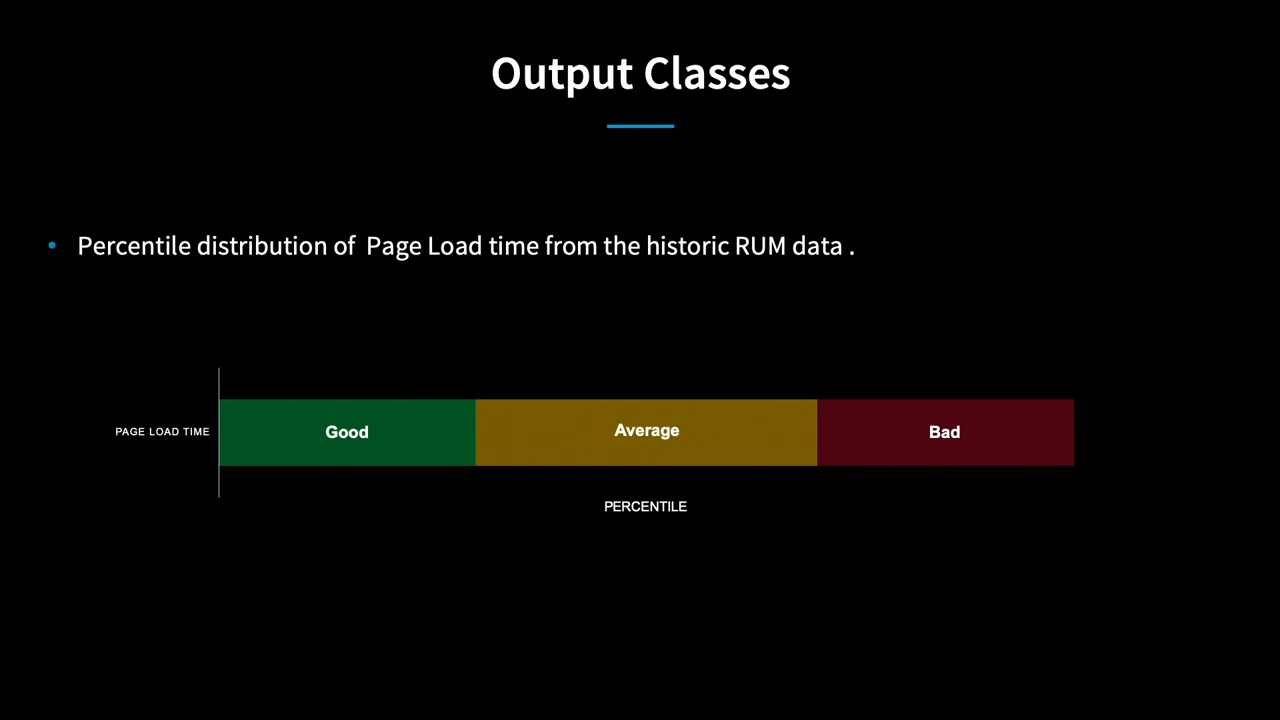 Output Classes
• Percentile distribution of  Page Load time from the historic RUM data .
PAGE LOAD TIME
Good
Average
Bad
PERCENTILE